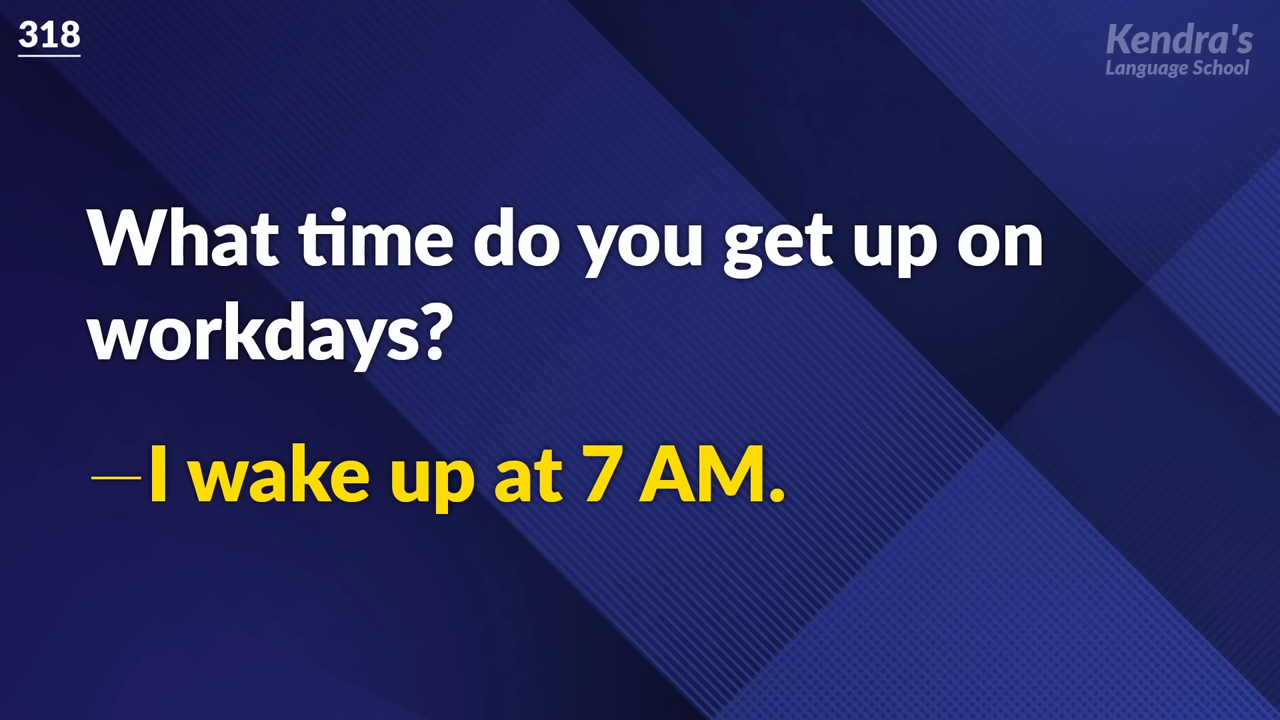 318
Kendra's
Language School
What time do you get up on
workdays?
—I wake up at 7 AM.